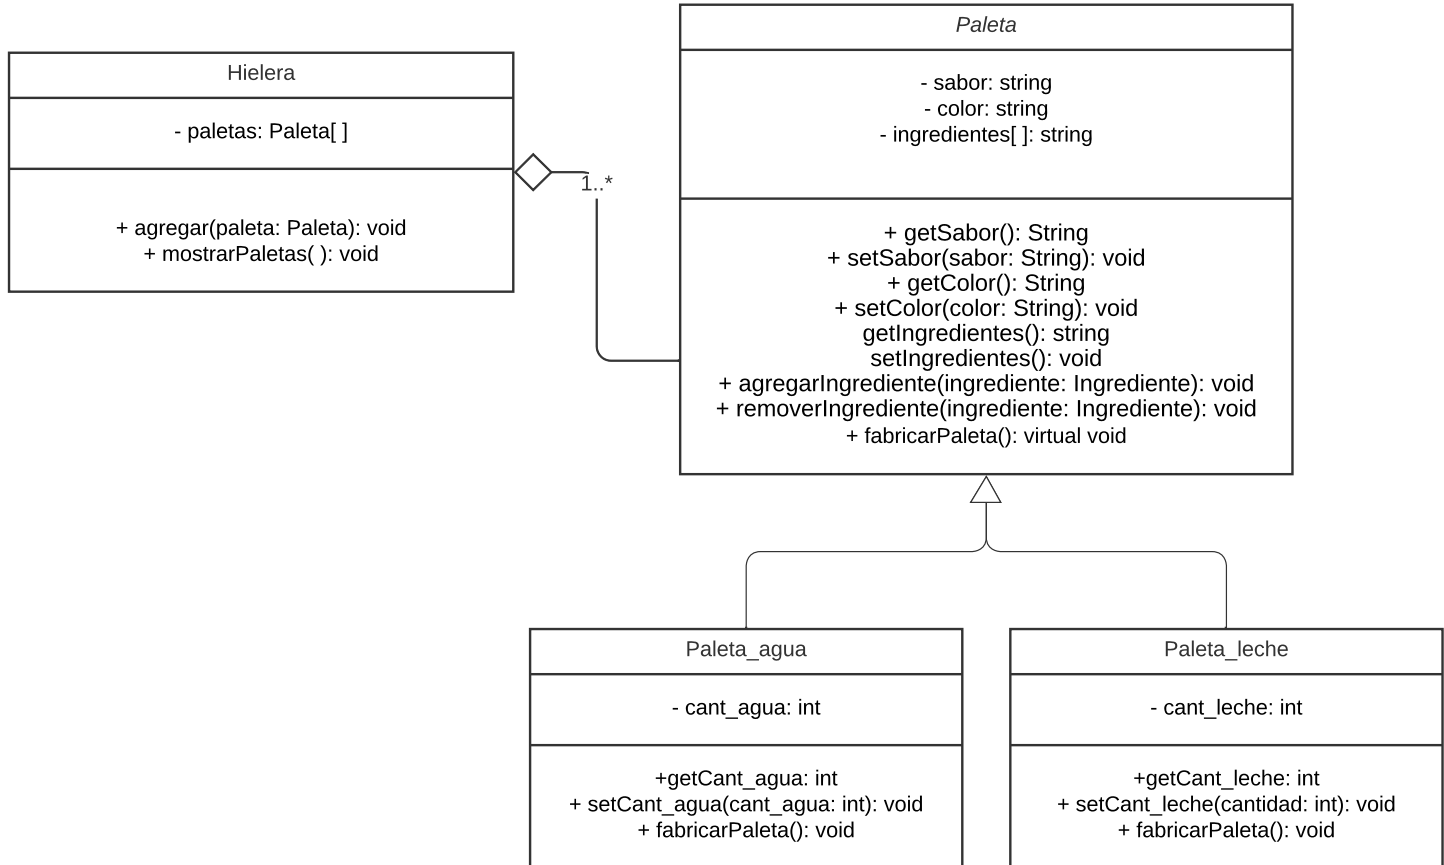 Hielera
- paletas: Paleta[ ]
+ agregar(paleta: Paleta): void
+ mostrarPaletas( ): void
1..*
Paleta
- sabor: string
- color: string
- ingredientes[ ]: string
+ getSabor(): String
+ setSabor(sabor: String): void
+ getColor(): String
+ setColor(color: String): void
getIngredientes(): string
setIngredientes(): void
+ agregarIngrediente(ingrediente: Ingrediente): void
+ removerIngrediente(ingrediente: Ingrediente): void
+ fabricarPaleta(): virtual void
Paleta_agua
- cant_agua: int
+getCant_agua: int
+ setCant_agua(cant_agua: int): void
+ fabricarPaleta(): void
Paleta_leche
- cant_leche: int
+getCant_leche: int
+ setCant_leche(cantidad: int): void
+ fabricarPaleta(): void